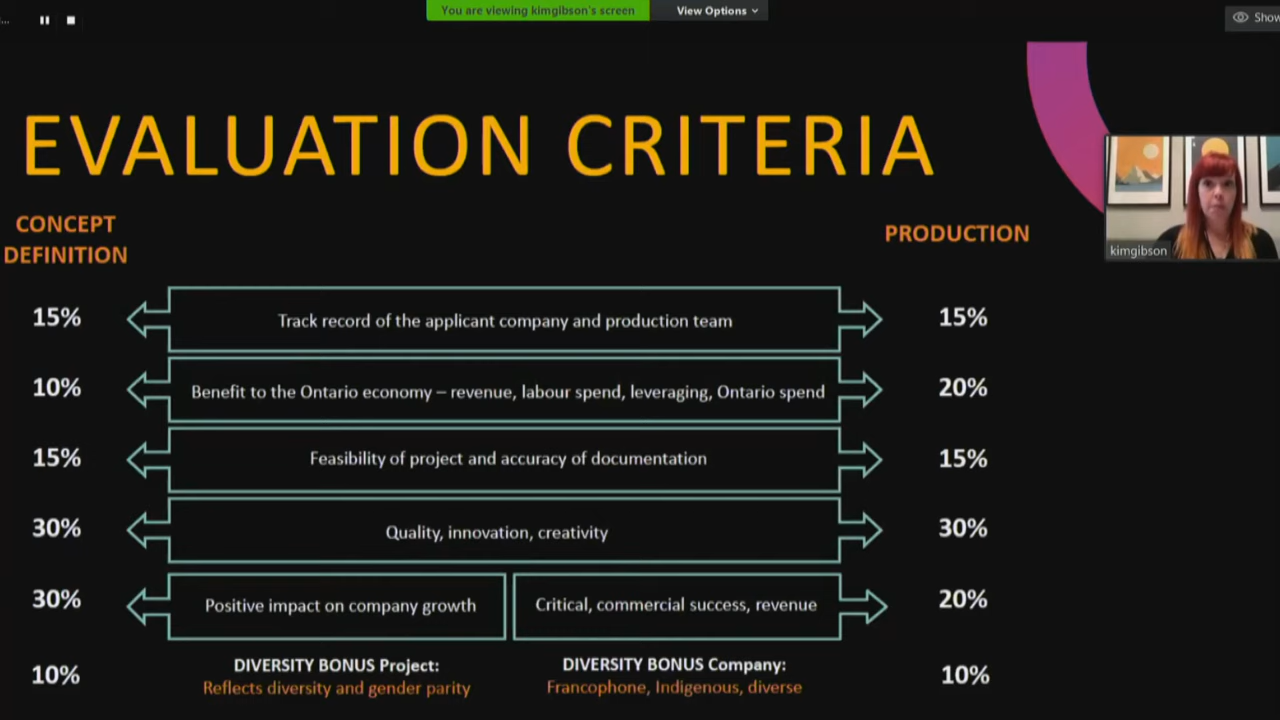 ...
You are viewing kimgibson's screen
View Options
Show
EVALUATION CRITERIA
CONCEPT
DEFINITION
PRODUCTION
kimgibson
15%
Track record of the applicant company and production team
15%
10%
Benefit to the Ontario economy – revenue, labour spend, leveraging, Ontario spend
20%
15%
Feasibility of project and accuracy of documentation
15%
30%
Quality, innovation, creativity
30%
30%
Positive impact on company growth
Critical, commercial success, revenue
20%
10%
DIVERSITY BONUS Project:
Reflects diversity and gender parity
DIVERSITY BONUS Company:
Francophone, Indigenous, diverse
10%